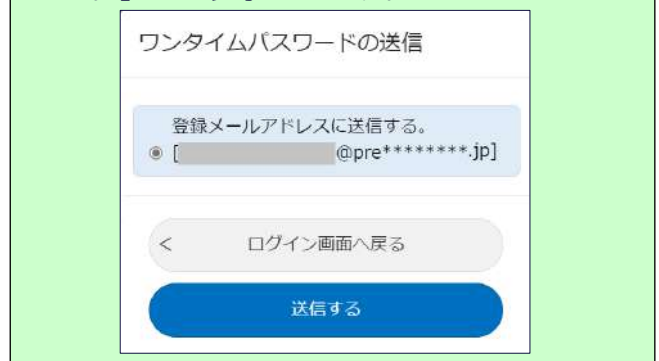 ワンタイムパスワードの送信
登録メールアドレスに送信する。
[ @pre********.jp]
< ログイン画面へ戻る
送信する